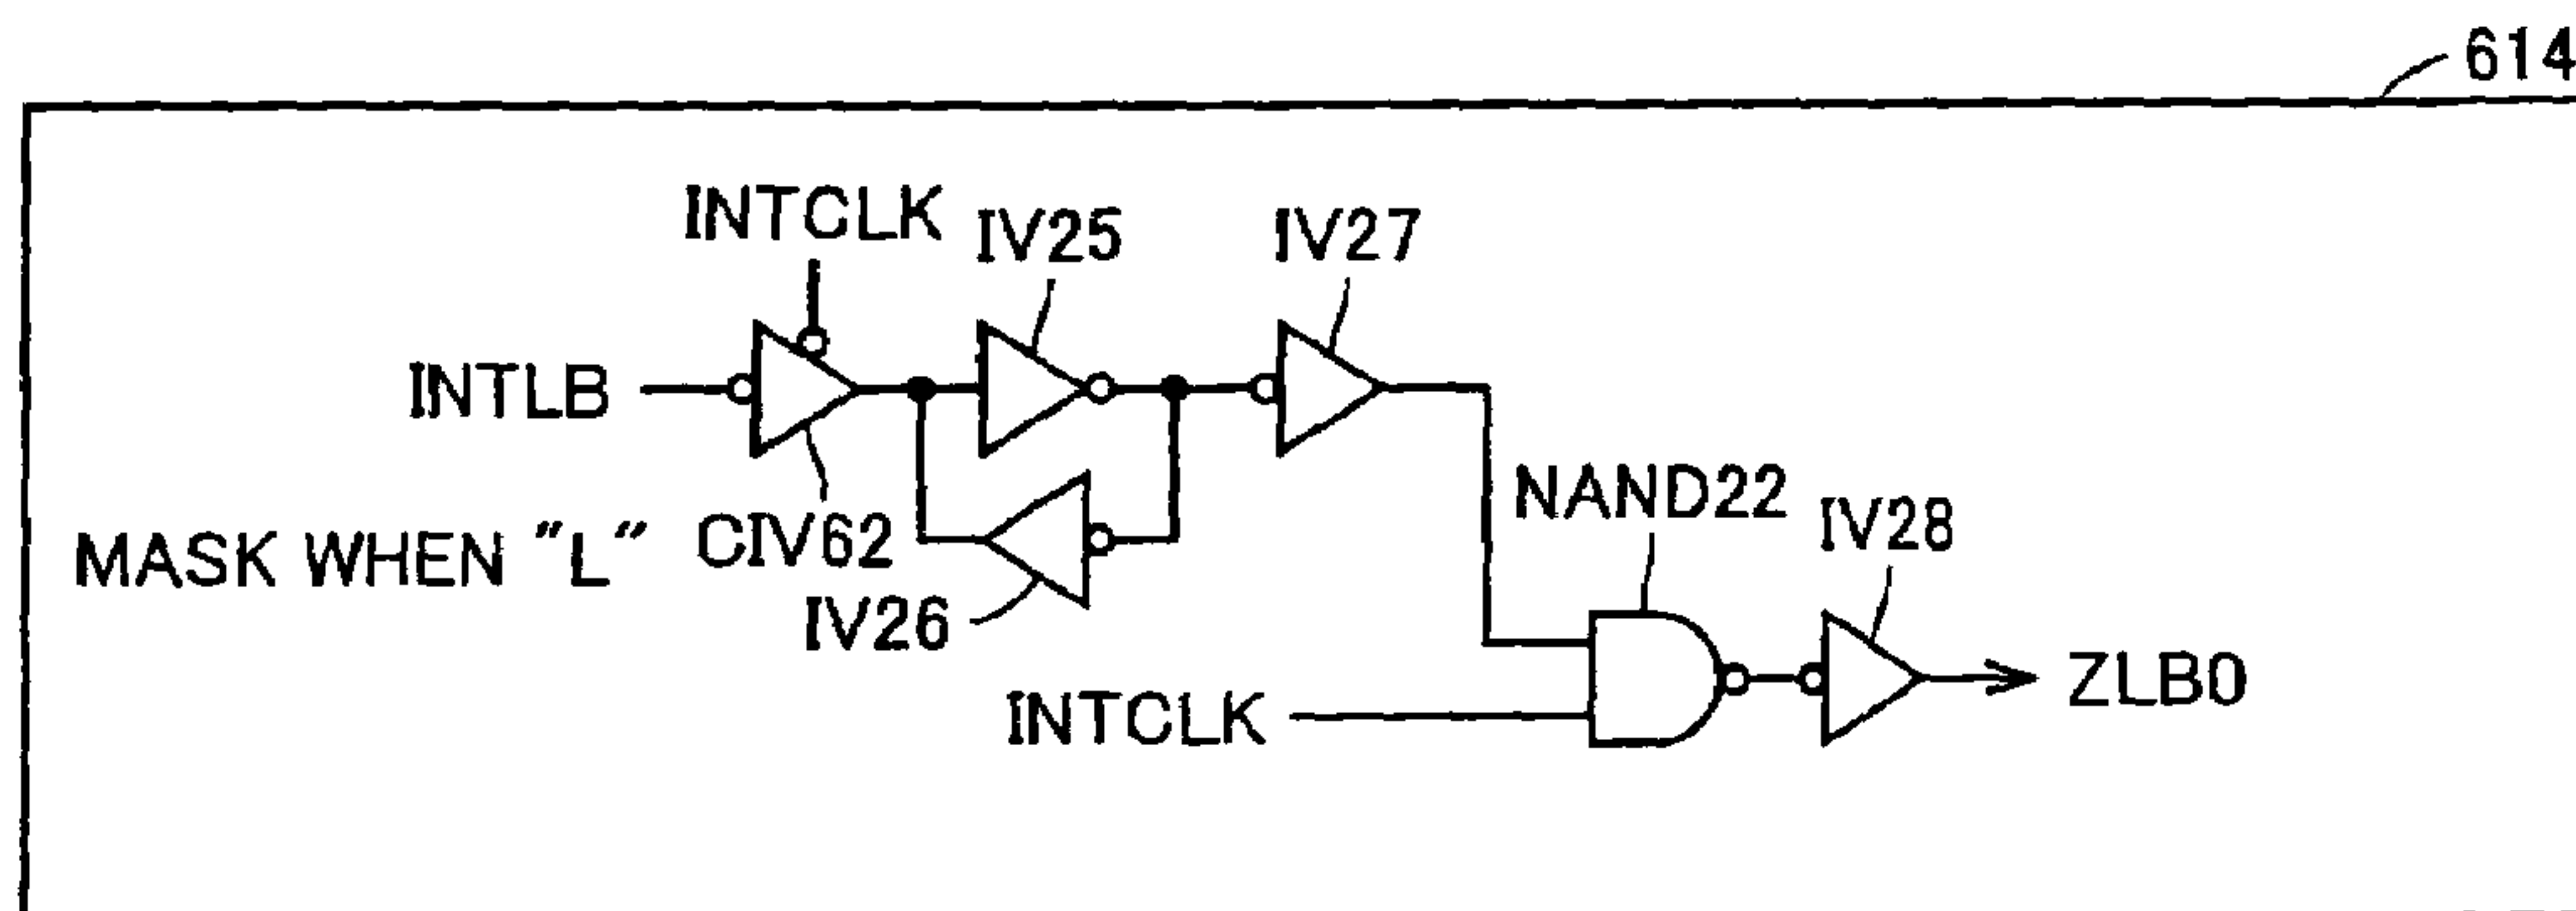 614
INTCLK
IV25
IV27
INTLB
NAND22
IV28
MASK WHEN "L"
CIV62
IV26
ZLB0
INTCLK